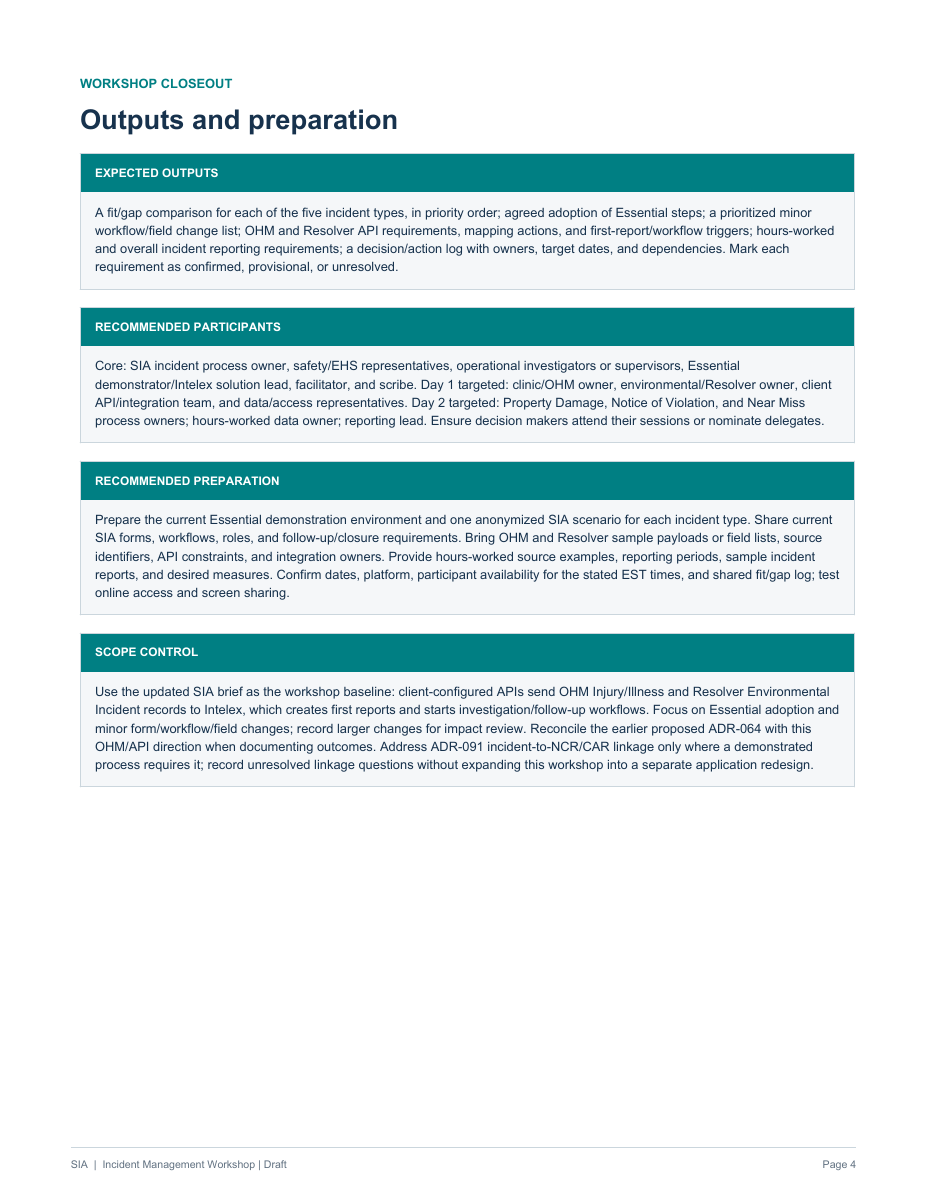 WORKSHOP CLOSEOUT
Outputs and preparation
EXPECTED OUTPUTS
A fit/gap comparison for each of the five incident types, in priority order; agreed adoption of Essential steps; a prioritized minor
workflow/field change list; OHM and Resolver API requirements, mapping actions, and first-report/workflow triggers; hours-worked
and overall incident reporting requirements; a decision/action log with owners, target dates, and dependencies. Mark each
requirement as confirmed, provisional, or unresolved.
RECOMMENDED PARTICIPANTS
Core: SIA incident process owner, safety/EHS representatives, operational investigators or supervisors, Essential
demonstrator/Intelex solution lead, facilitator, and scribe. Day 1 targeted: clinic/OHM owner, environmental/Resolver owner, client
API/integration team, and data/access representatives. Day 2 targeted: Property Damage, Notice of Violation, and Near Miss
process owners; hours-worked data owner; reporting lead. Ensure decision makers attend their sessions or nominate delegates.
RECOMMENDED PREPARATION
Prepare the current Essential demonstration environment and one anonymized SIA scenario for each incident type. Share current
SIA forms, workflows, roles, and follow-up/closure requirements. Bring OHM and Resolver sample payloads or field lists, source
identifiers, API constraints, and integration owners. Provide hours-worked source examples, reporting periods, sample incident
reports, and desired measures. Confirm dates, platform, participant availability for the stated EST times, and shared fit/gap log; test
online access and screen sharing.
SCOPE CONTROL
Use the updated SIA brief as the workshop baseline: client-configured APIs send OHM Injury/Illness and Resolver Environmental
Incident records to Intelex, which creates first reports and starts investigation/follow-up workflows. Focus on Essential adoption and
minor form/workflow/field changes; record larger changes for impact review. Reconcile the earlier proposed ADR-064 with this
OHM/API direction when documenting outcomes. Address ADR-091 incident-to-NCR/CAR linkage only where a demonstrated
process requires it; record unresolved linkage questions without expanding this workshop into a separate application redesign.
SIA | Incident Management Workshop | Draft
Page 4